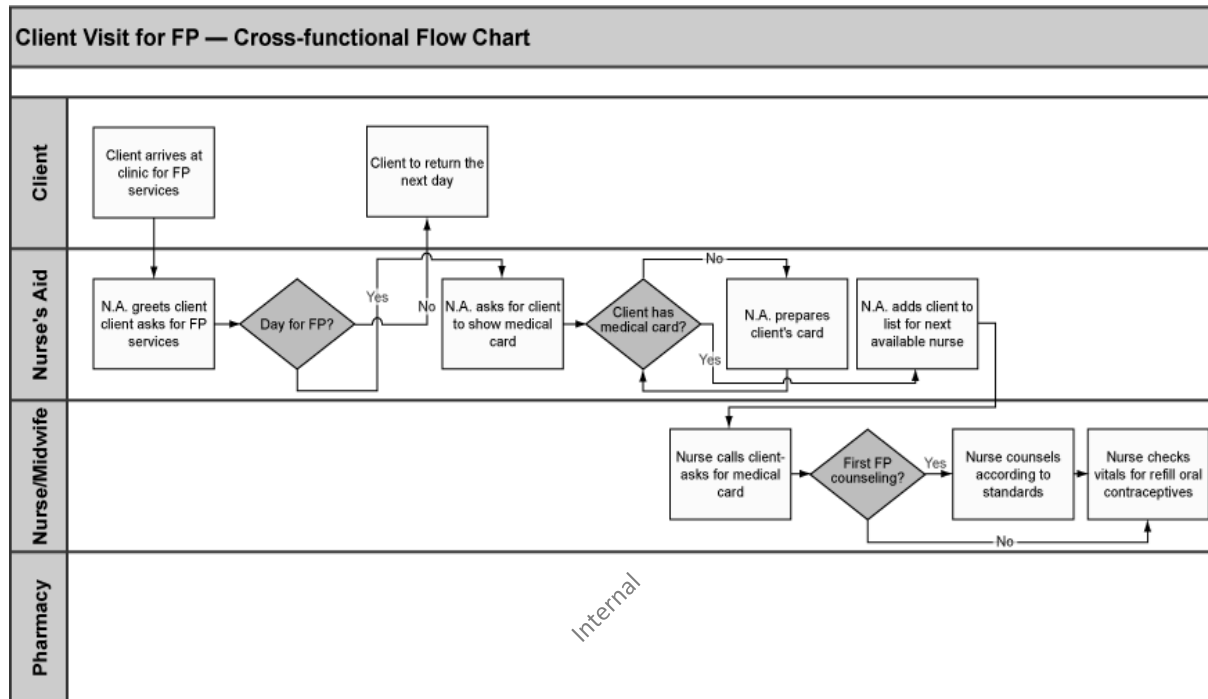 Client Visit for FP — Cross-functional Flow Chart
Client
Client arrives at
clinic for FP
services
Client to return the
next day
Nurse's Aid
N.A. greets client
client asks for FP
services
Day for FP?
Yes
No
N.A. asks for client
to show medical
card
Client has
medical card?
No
Yes
N.A. prepares
client's card
N.A. adds client to
list for next
available nurse
Nurse/Midwife
Nurse calls client-
asks for medical
card
First FP
counseling?
Yes
No
Nurse counsels
according to
standards
Nurse checks
vitals for refill oral
contraceptives
Pharmacy
Internal